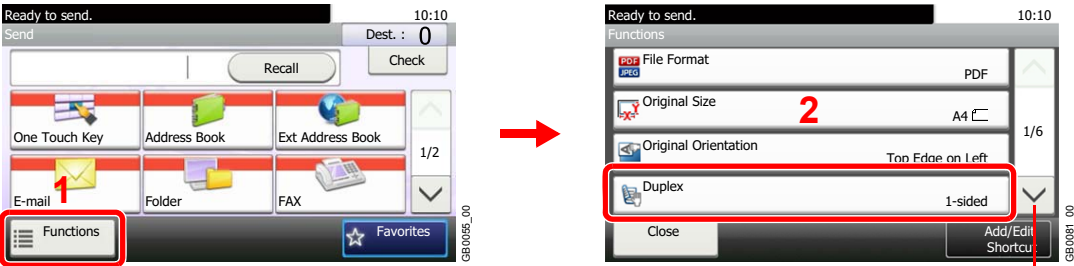 Ready to send.
10:10
Send
Dest. :
0
Recall
Check
One Touch Key
Address Book
Ext Address Book
1/2
1
E-mail
Folder
FAX
Functions
Favorites
GB0055_00
Ready to send.
10:10
Functions
PDF
JPEG
File Format
PDF
XY
Original Size
2
A4
1/6
Original Orientation
Top Edge on Left
Duplex
1-sided
Close
Add/Edit
Shortcut
GB0081_00